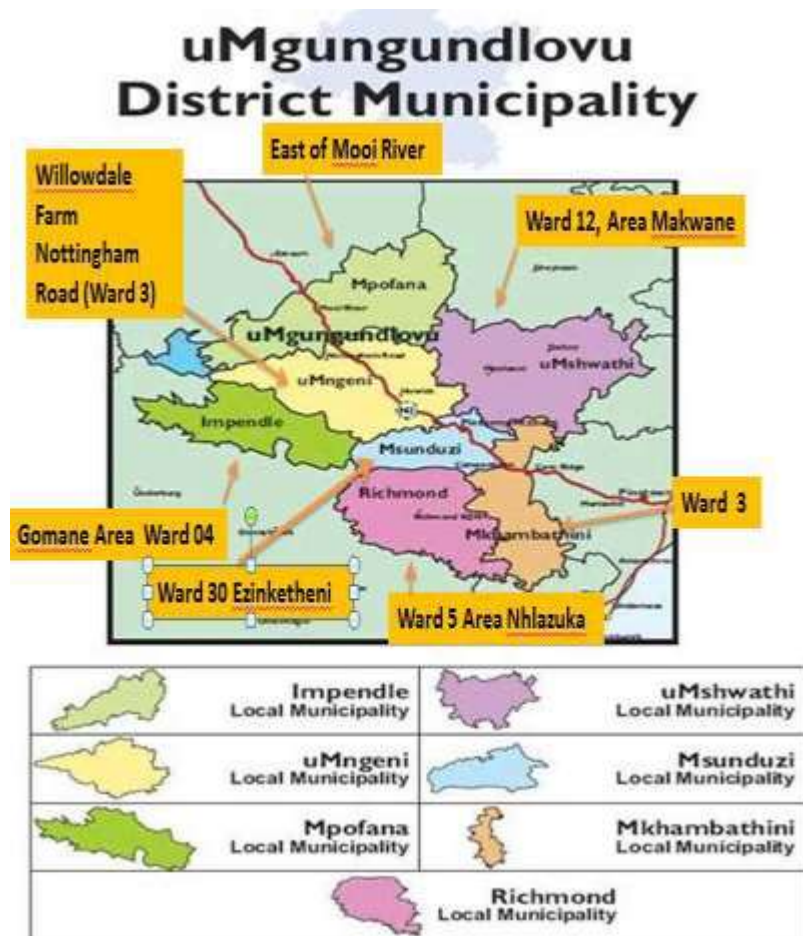 uMgungundlovu
District Municipality
East of Mooi River
Willowdale
Farm
Nottingham
Road (Ward 3)
Ward 12, Area Makwane
Mpofana
uMgungundlovu
uMshwathi
uMngeni
Impendle
Msunduzi
Richmond
Ward 3
Mkhambathini
Gomane Area Ward 04
Ward 30 Ezinketheni
Ward 5 Area Nhlazuka
Impendle
Local Municipality
uMshwathi
Local Municipality
uMngeni
Local Municipality
Msunduzi
Local Municipality
Mpofana
Local Municipality
Mkhambathini
Local Municipality
Richmond
Local Municipality